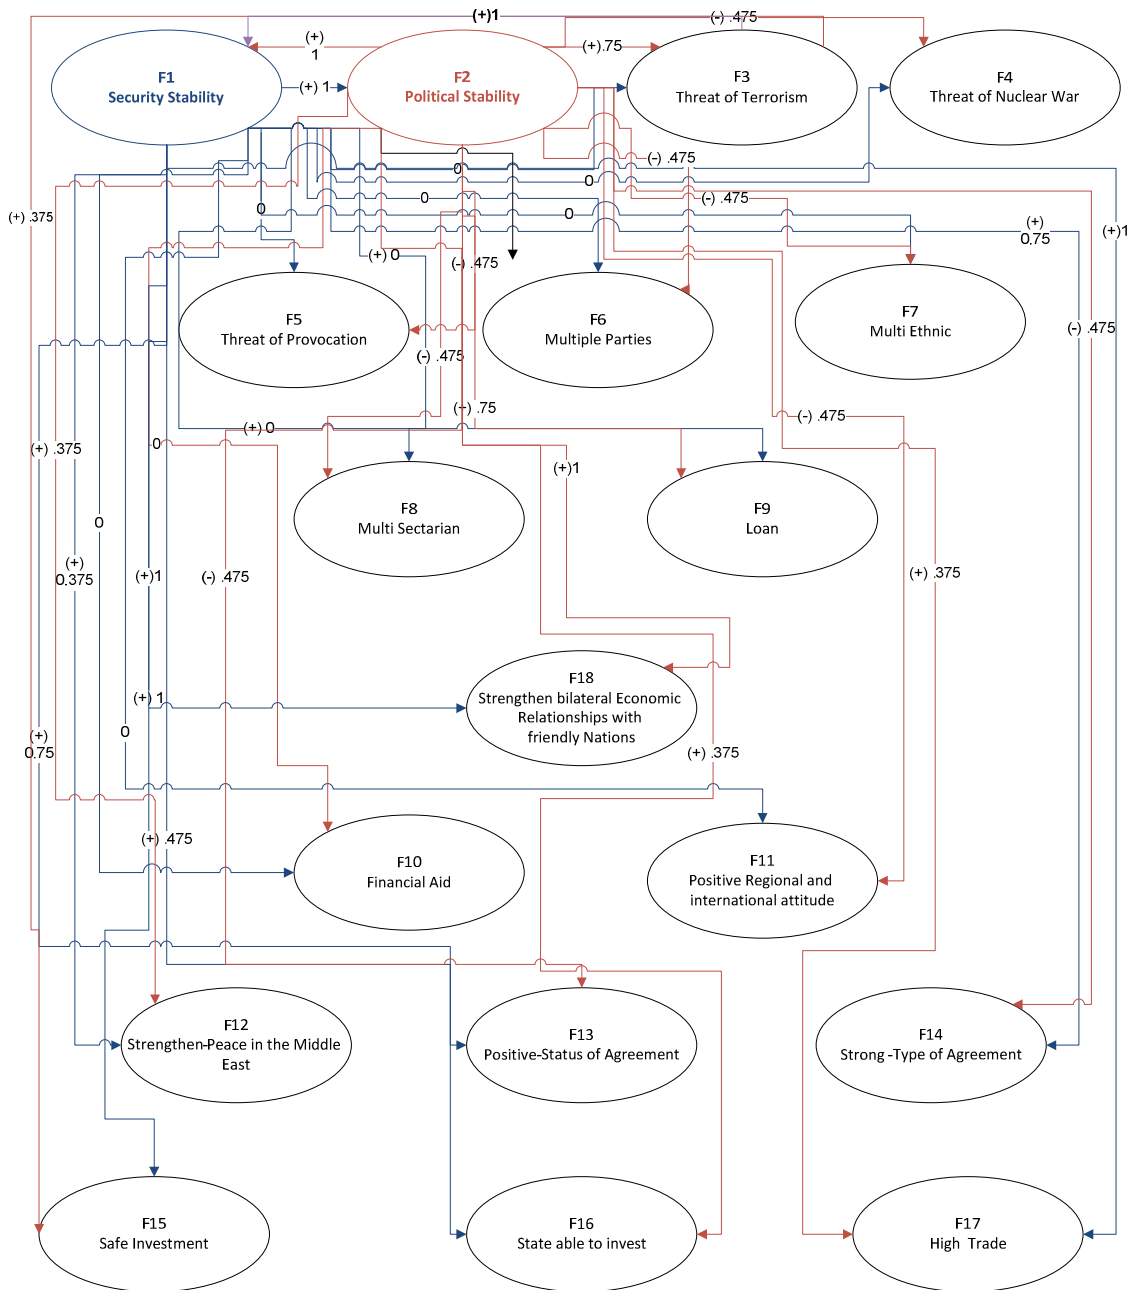 (+)1
(-) .475
(+)
1
(+).75
F1
Security Stability
(+) 1
F2
Political Stability
F3
Threat of Terrorism
F4
Threat of Nuclear War
(-) .475
0
0
(-) .475
0
0
0
(+) .375
(+)
0.75
(+)1
(+) 0
(-) .475
F5
Threat of Provocation
F6
Multiple Parties
F7
Multi Ethnic
(-) .475
(-) .475
(+) .75
(-) .475
(+) 0
0
(+) .375
(+)1
F8
Multi Sectarian
F9
Loan
0
(+)
0.375
(+)1
(-) .475
(+) .375
F18
Strengthen bilateral Economic
Relationships with
friendly Nations
(+) 1
0
(+)
0.75
(+) .375
(+) .475
F10
Financial Aid
F11
Positive Regional and
international attitude
F12
Strengthen-Peace in the Middle
East
F13
Positive-Status of Agreement
F14
Strong -Type of Agreement
F15
Safe Investment
F16
State able to invest
F17
High Trade